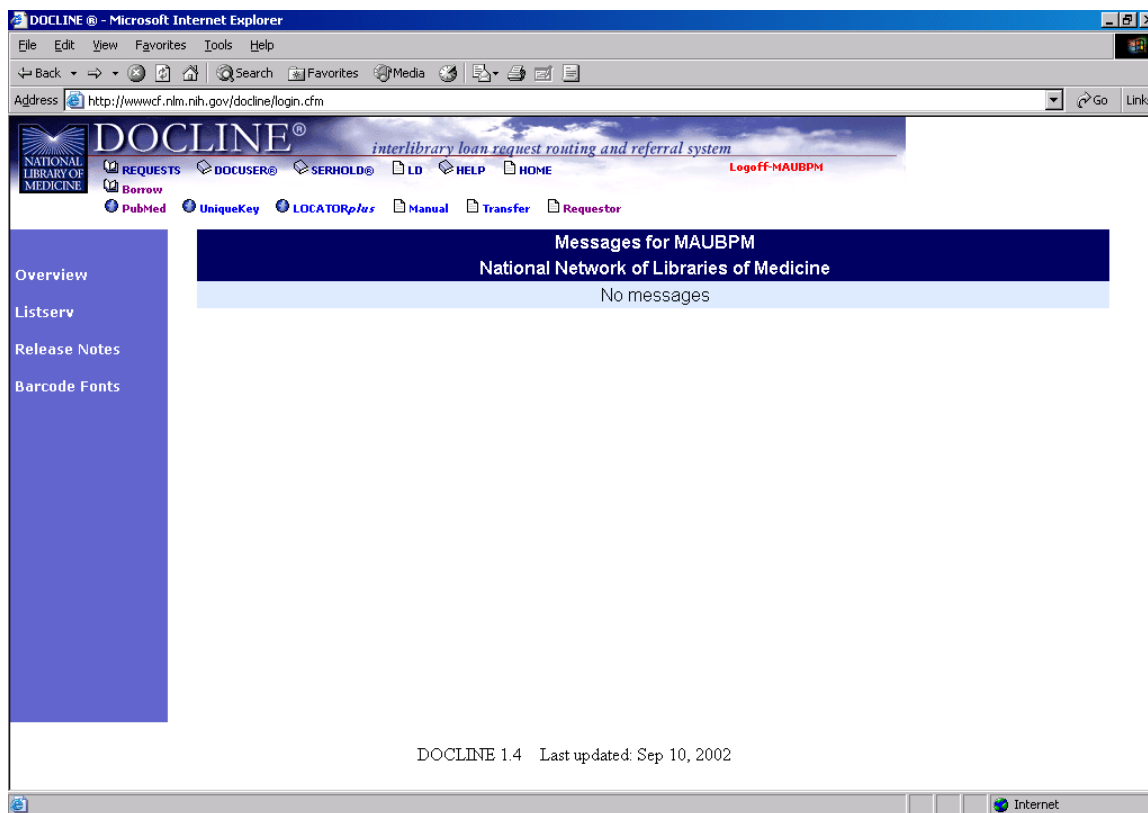 DOCLINE ® - Microsoft Internet Explorer
File Edit View Favorites Tools Help
Back Search Favorites Media
Address http://wwwcf.nlm.nih.gov/docline/login.cfm Go Link
NATIONAL LIBRARY OF MEDICINE
DOCLINE®
interlibrary loan request routing and referral system
REQUESTS DOCUSER® SERHOLD® LD HELP HOME Logoff-MAUBPM
Borrow
PubMed UniqueKey LOCATORplus Manual Transfer Requestor
Messages for MAUBPM
National Network of Libraries of Medicine
No messages
Overview
Listserv
Release Notes
Barcode Fonts
DOCLINE 1.4 Last updated: Sep 10, 2002
Internet